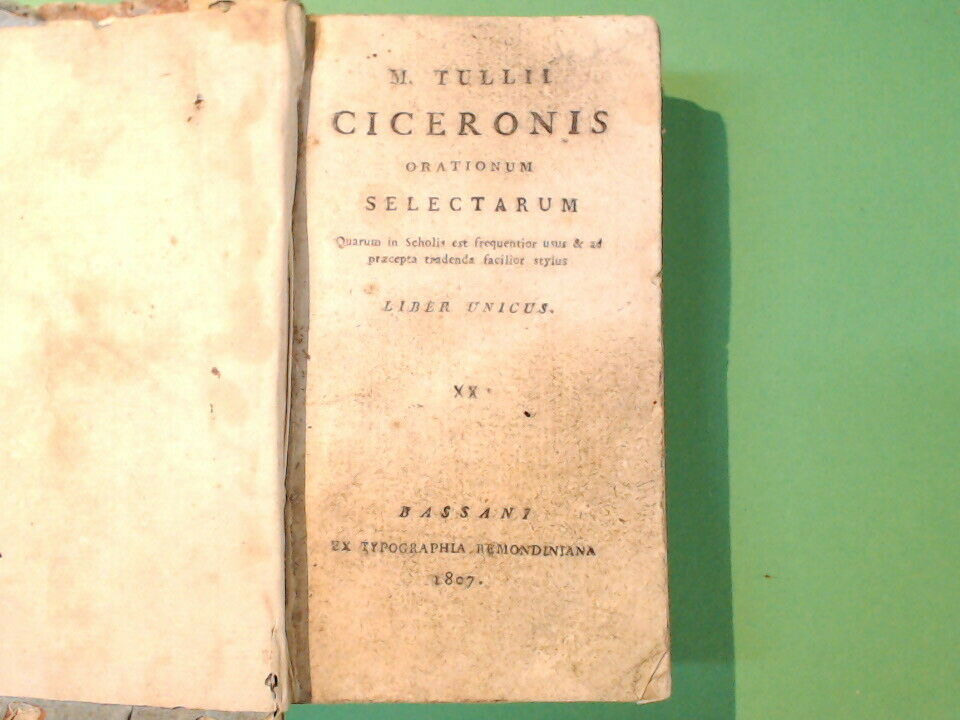 M. TULLII
CICERONIS
ORATIONUM
SELECTARUM
Quarum in Scholis est frequentior usus & ad
præcepta tradenda facilior stylus
LIBER UNICUS.
XX
BASSANI
EX TYPOGRAPHIA REMONDINIANA
1807.